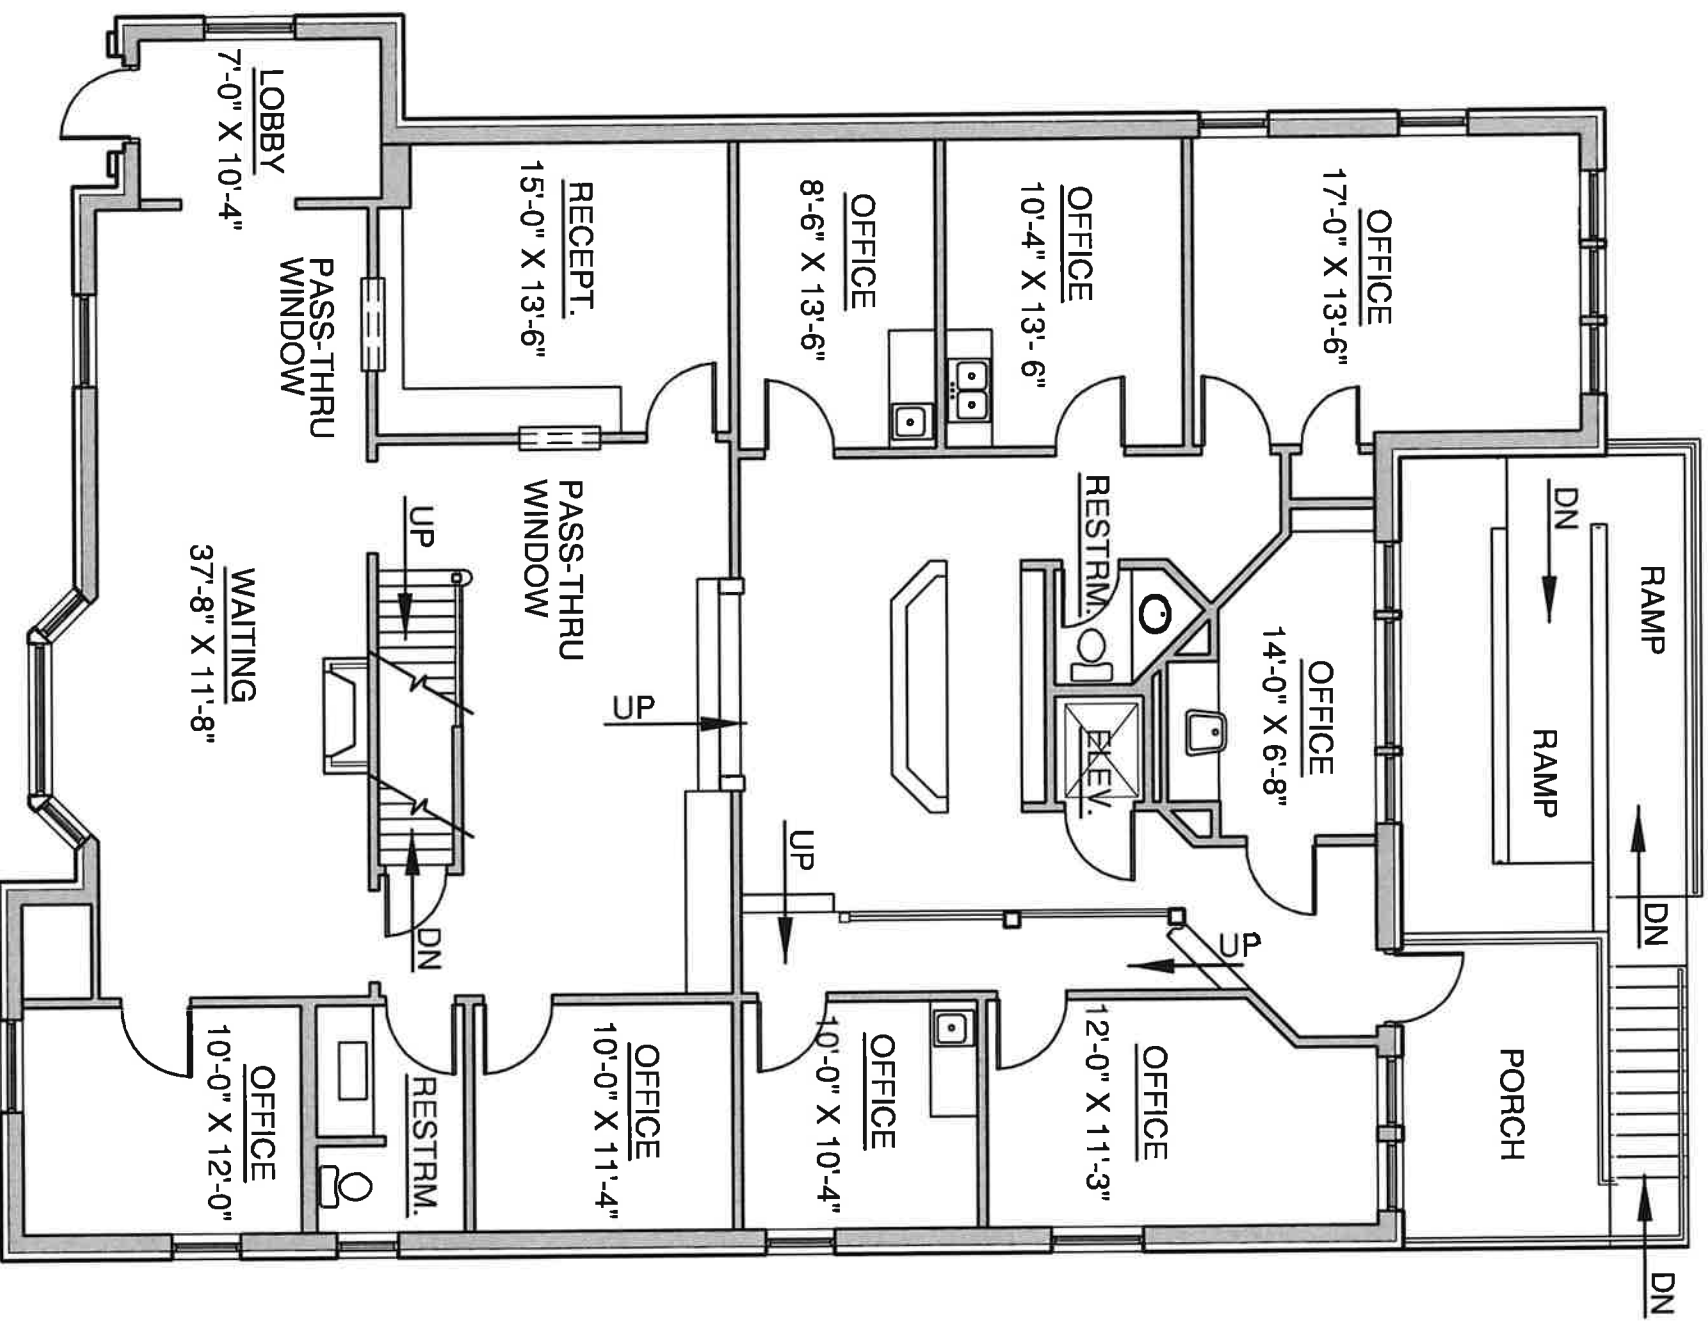 LOBBY
7'-0" X 10'-4"
PASS-THRU
WINDOW
RECEPT.
15'-0" X 13'-6"
OFFICE
8'-6" X 13'-6"
OFFICE
10'-4" X 13'-6"
OFFICE
17'-0" X 13'-6"
WAITING
37'-8" X 11'-8"
UP
DN
PASS-THRU
WINDOW
UP
UP
RESTRM.
ELEV.
OFFICE
14'-0" X 6'-8"
UP
DN
RAMP
RAMP
DN
OFFICE
10'-0" X 12'-0"
RESTRM.
OFFICE
10'-0" X 11'-4"
OFFICE
10'-0" X 10'-4"
OFFICE
12'-0" X 11'-3"
PORCH
DN